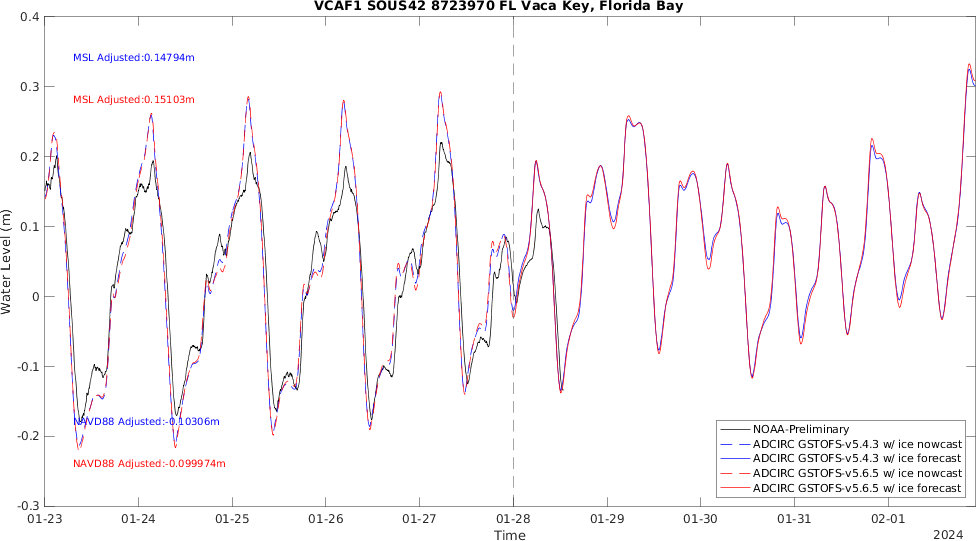 VCAF1 SOUS42 8723970 FL Vaca Key, Florida Bay
0.4
0.3
0.2
0.1
0
-0.1
-0.2
-0.3
Water Level (m)
MSL Adjusted:0.14794m
MSL Adjusted:0.15103m
NAVD88 Adjusted:-0.10306m
NAVD88 Adjusted:-0.099974m
NOAA-Preliminary
ADCIRC GSTOFS-v5.4.3 w/ ice nowcast
ADCIRC GSTOFS-v5.4.3 w/ ice forecast
ADCIRC GSTOFS-v5.6.5 w/ ice nowcast
ADCIRC GSTOFS-v5.6.5 w/ ice forecast
01-23 01-24 01-25 01-26 01-27 01-28 01-29 01-30 01-31 02-01
Time
2024